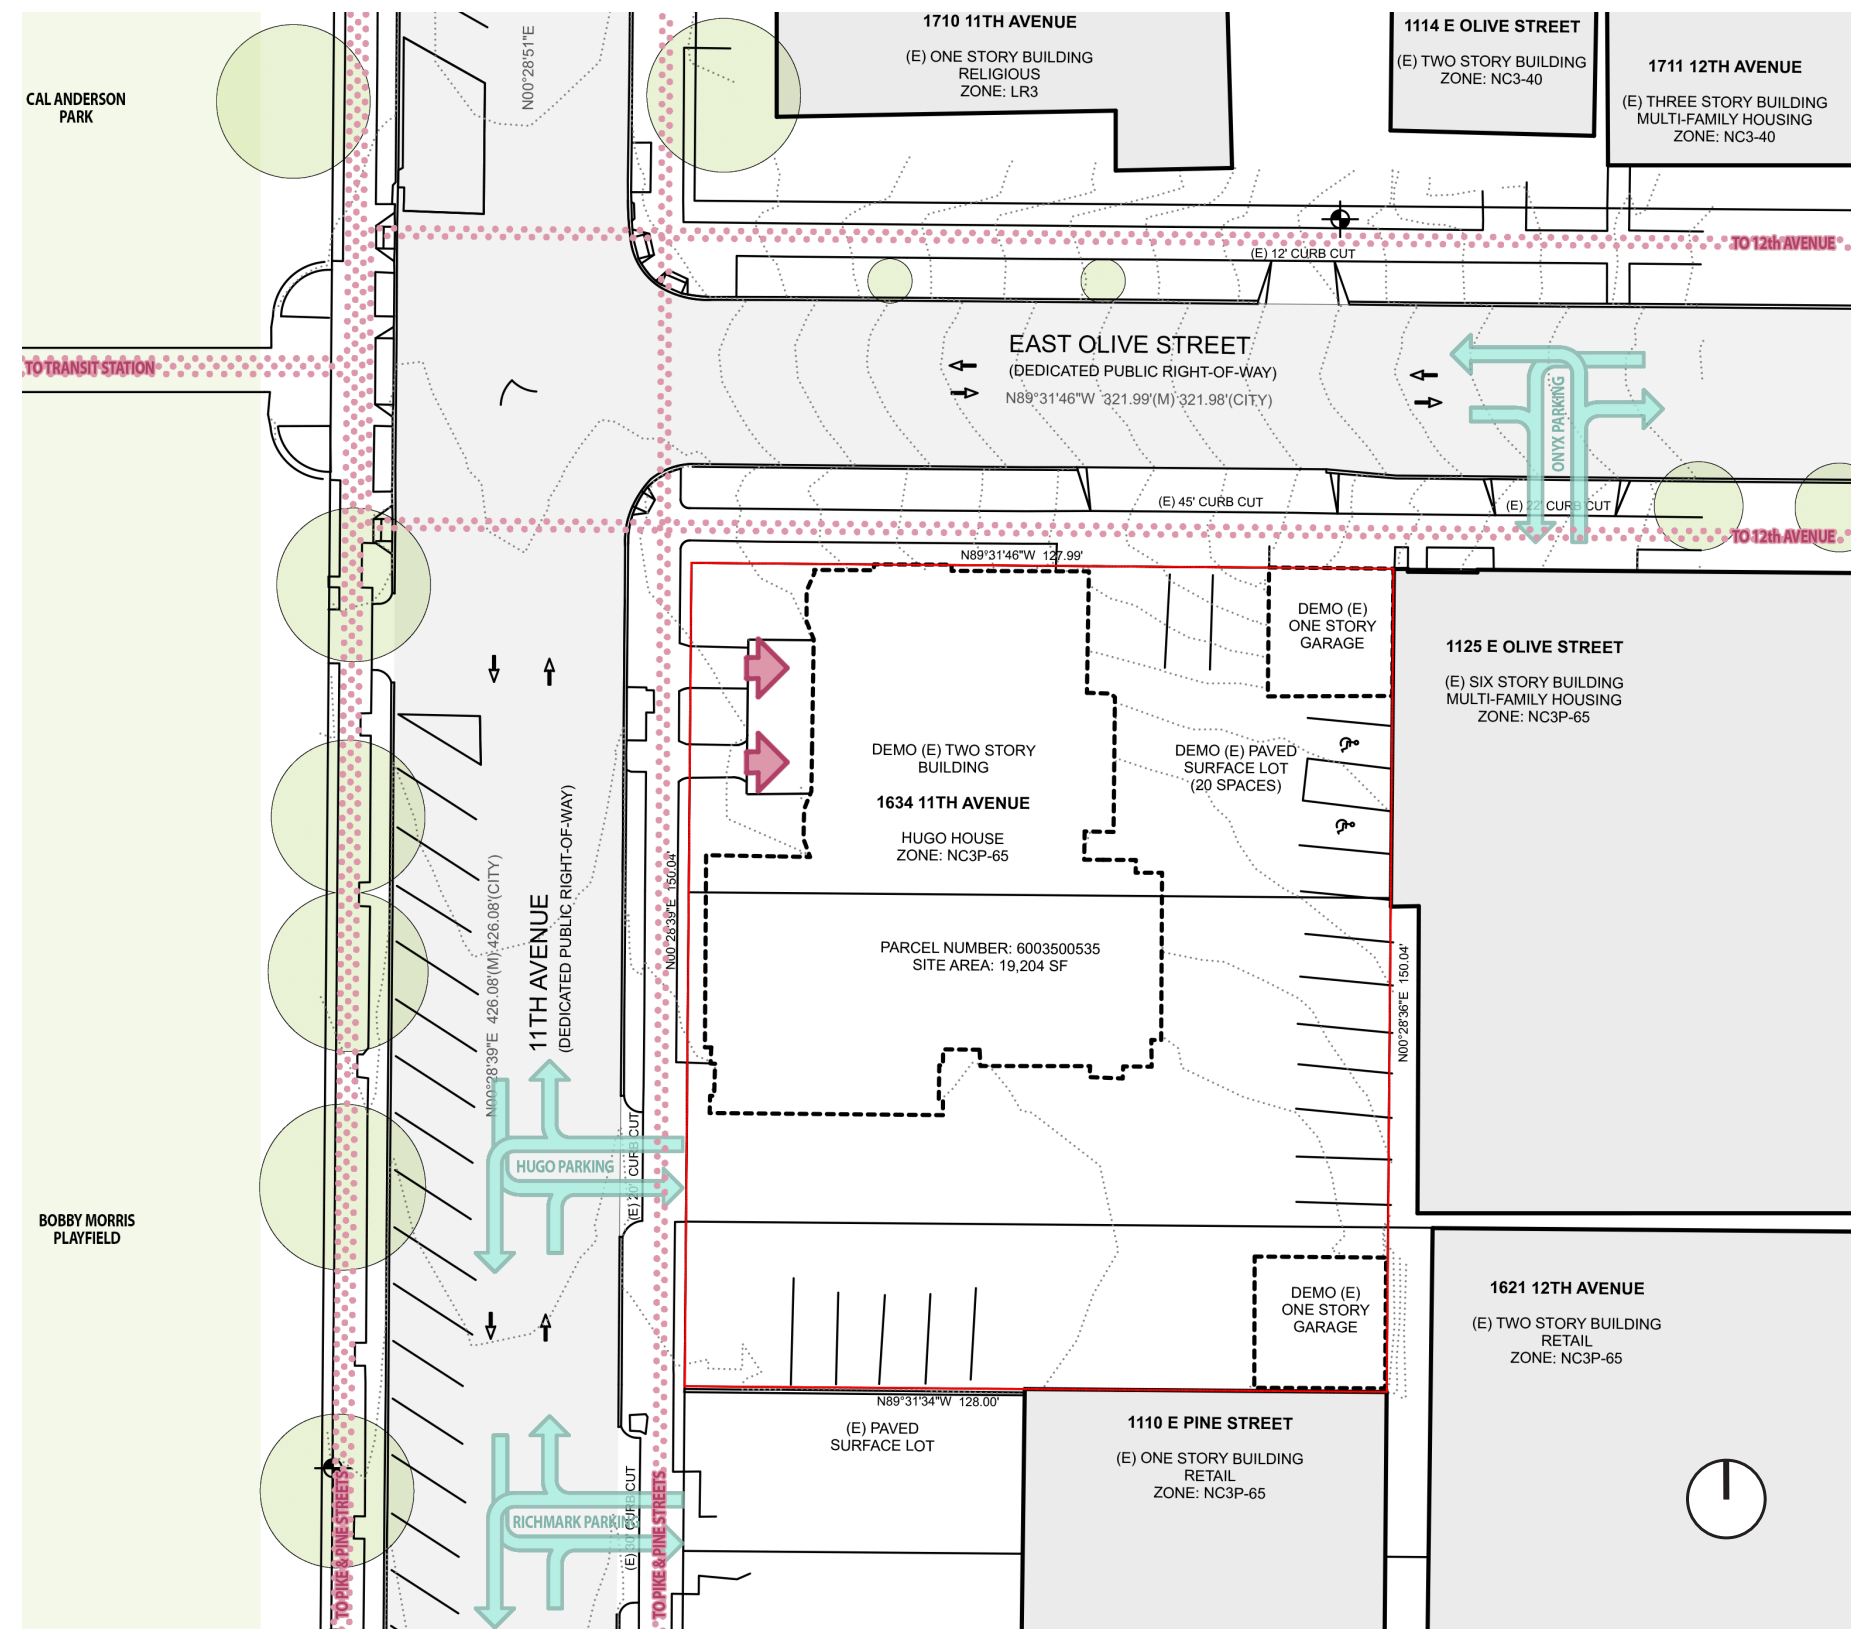 1710 11TH AVENUE
(E) ONE STORY BUILDING
RELIGIOUS
ZONE: LR3
1114 E OLIVE STREET
(E) TWO STORY BUILDING
ZONE: NC3-40
1711 12TH AVENUE
(E) THREE STORY BUILDING
MULTI-FAMILY HOUSING
ZONE: NC3-40
CAL ANDERSON
PARK
N00°28'51"E
TO 12th AVENUE
(E) 12' CURB CUT
EAST OLIVE STREET
(DEDICATED PUBLIC RIGHT-OF-WAY)
N89°31'46"W 321.99'(M) 321.98'(CITY)
TO TRANSIT STATION
ONYX PARKING
(E) 45' CURB CUT
(E) 22' CURB CUT
TO 12th AVENUE
N89°31'46"W 127.99'
DEMO (E)
ONE STORY
GARAGE
1125 E OLIVE STREET
(E) SIX STORY BUILDING
MULTI-FAMILY HOUSING
ZONE: NC3P-65
DEMO (E) TWO STORY
BUILDING
1634 11TH AVENUE
HUGO HOUSE
ZONE: NC3P-65
DEMO (E) PAVED
SURFACE LOT
(20 SPACES)
PARCEL NUMBER: 6003500535
SITE AREA: 19,204 SF
N00°28'39"E 150.04'
N00°28'36"E 150.04'
N00°28'39"E 426.08'(M) 426.08'(CITY)
11TH AVENUE
(DEDICATED PUBLIC RIGHT-OF-WAY)
HUGO PARKING
(E) 20' CURB CUT
BOBBY MORRIS
PLAYFIELD
DEMO (E)
ONE STORY
GARAGE
1621 12TH AVENUE
(E) TWO STORY BUILDING
RETAIL
ZONE: NC3P-65
N89°31'34"W 128.00'
(E) PAVED
SURFACE LOT
1110 E PINE STREET
(E) ONE STORY BUILDING
RETAIL
ZONE: NC3P-65
RICHMARK PARKING
(E) 30' CURB CUT
TO PIKE & PINE STREETS
TO PIKE & PINE STREETS